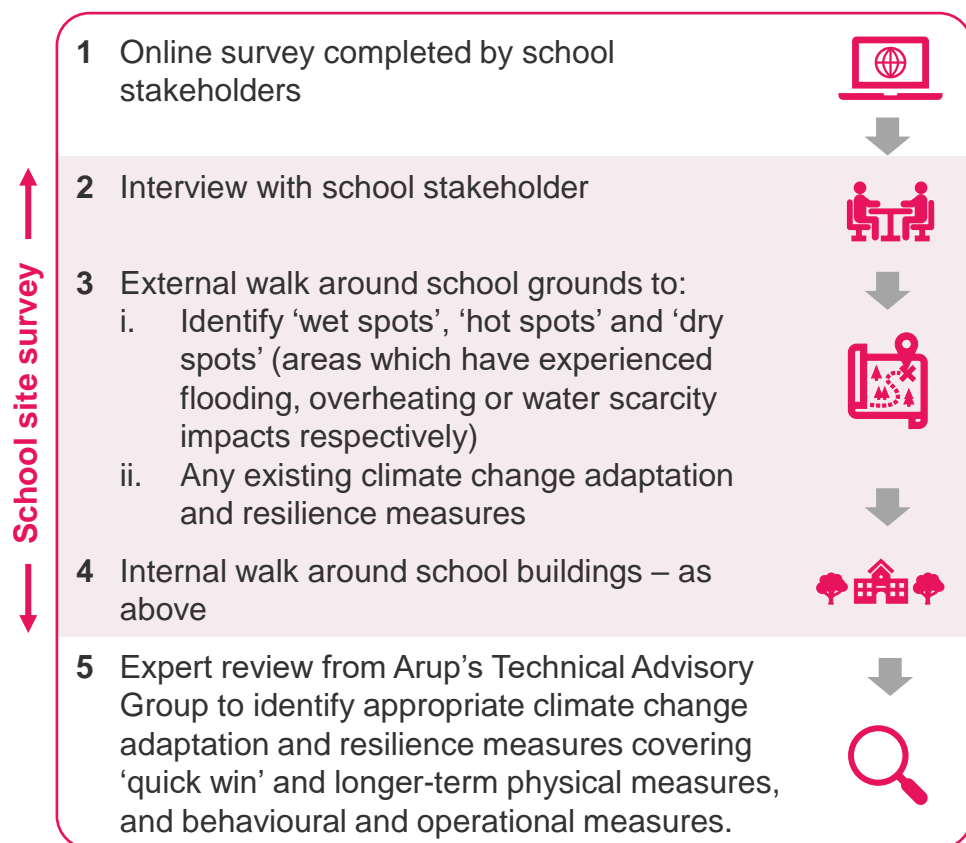 1 Online survey completed by school
stakeholders
School site survey
2 Interview with school stakeholder
3 External walk around school grounds to:
i. Identify ‘wet spots’, ‘hot spots’ and ‘dry
spots’ (areas which have experienced
flooding, overheating or water scarcity
impacts respectively)
ii. Any existing climate change adaptation
and resilience measures
4 Internal walk around school buildings – as
above
5 Expert review from Arup’s Technical Advisory
Group to identify appropriate climate change
adaptation and resilience measures covering
‘quick win’ and longer-term physical measures,
and behavioural and operational measures.